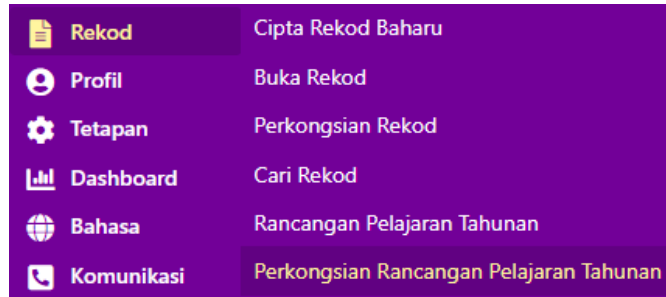 Rekod
Profil
Tetapan
Dashboard
Bahasa
Komunikasi
Cipta Rekod Baharu
Buka Rekod
Perkongsian Rekod
Cari Rekod
Rancangan Pelajaran Tahunan
Perkongsian Rancangan Pelajaran Tahunan